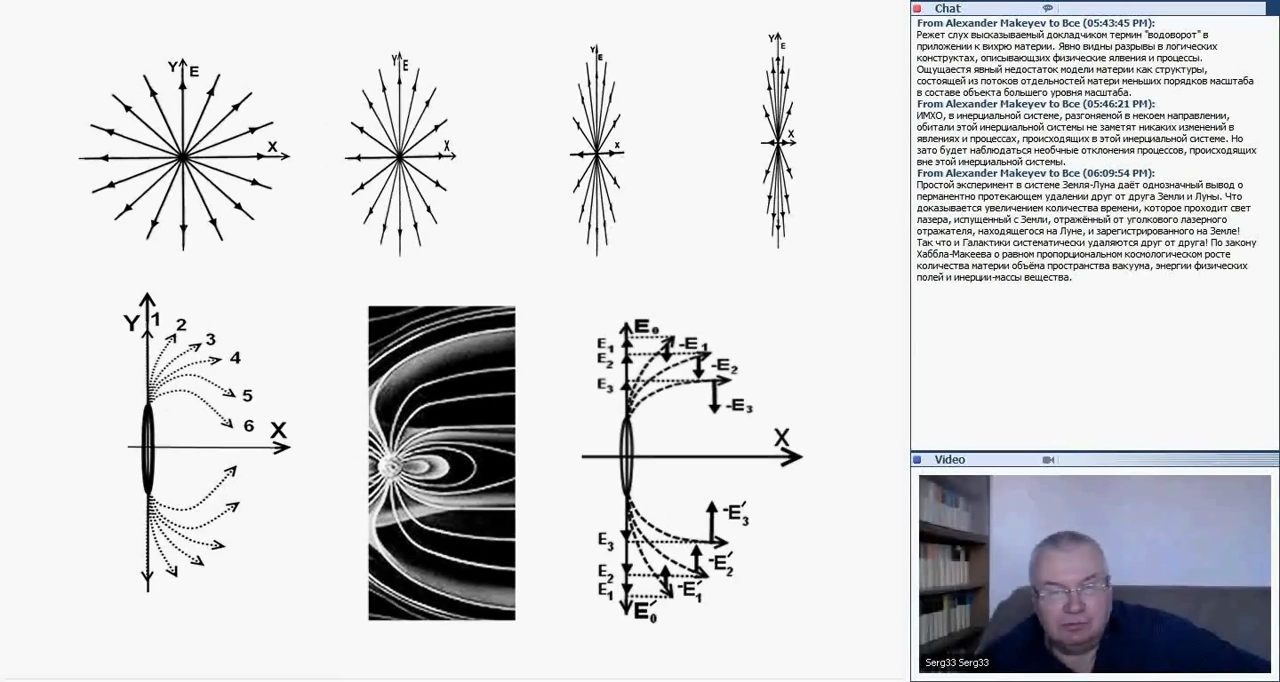 Y E
X
Y E
X
Y E
X
Y E
X
Y 1
2
3
4
5
6
X
E₀
E₁
E₂
E₃
-E₁
-E₂
-E₃
X
-E₃′
-E₂′
-E₁′
E₃
E₂
E₁
E₀′
Chat
From Alexander Makeyev to Все (05:43:45 PM):
Режет слух высказываемый докладчиком термин "водоворот" в
приложении к вихрю материи. Явно видны разрывы в логических
конструктах, описывающзих физические ялвения и процессы.
Ощущаестя явный недостаток модели материи как структуры,
состоящей из потоков отдельностей матери меньших порядков масштаба
в составе объекта большего уровня масштаба.
From Alexander Makeyev to Все (05:46:21 PM):
ИМХО, в инерциальной системе, разгоняемой в некоем направлении,
обитали этой инерциальной системы не заметят никаких изменений в
явлениях и процессах, происходящих в этой инерциальной системе. Но
зато будет наблюдаться необчные отклонения процессов, происходящих
вне этой инерциальной системы.
From Alexander Makeyev to Все (06:09:54 PM):
Простой эксперимент в системе Земля-Луна даёт однозначный вывод о
перманентно протекающем удалении друг от друга Земли и Луны. Что
доказывается увеличением количества времени, которое проходит свет
лазера, испущенный с Земли, отражённый от уголкового лазерного
отражателя, находящегося на Луне, и зарегистрированного на Земле!
Так что и Галактики систематически удаляются друг от друга! По закону
Хаббла-Макеева о равном пропорциональном космологическом росте
количества материи объёма пространства вакуума, энергии физических
полей и инерции-массы вещества.
Video
Serg33 Serg33